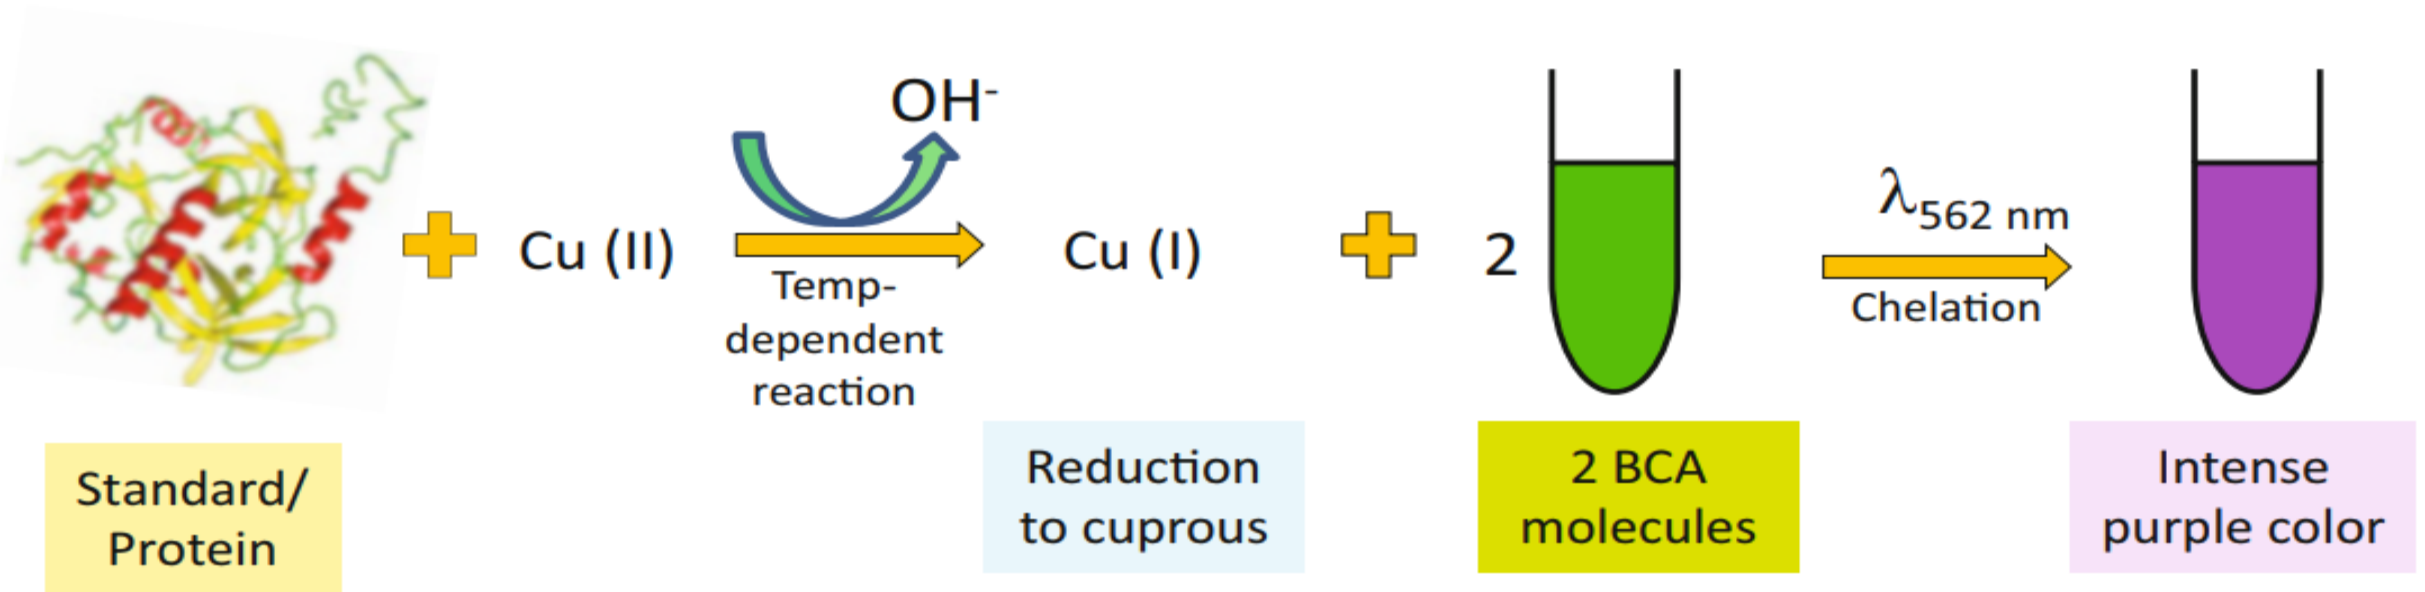 OH-
Cu (II)
Temp-
dependent
reaction
Cu (I)
2
λ562 nm
Chelation
Standard/
Protein
Reduction
to cuprous
2 BCA
molecules
Intense
purple color